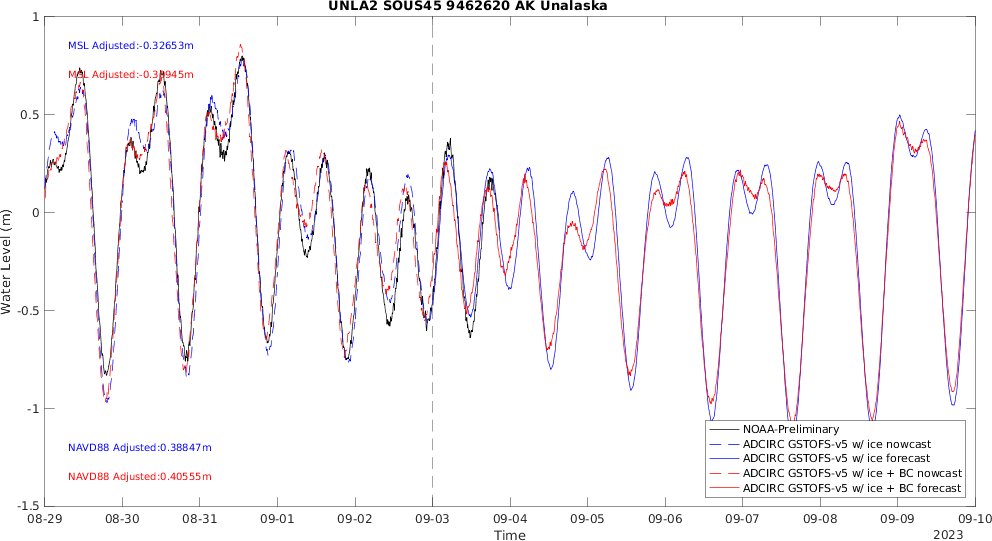 UNLA2 SOUS45 9462620 AK Unalaska
MSL Adjusted:-0.32653m
NAVD88 Adjusted:0.38847m
NAVD88 Adjusted:0.40555m
Water Level (m)
1
0.5
0
-0.5
-1
-1.5
08-29 08-30 08-31 09-01 09-02 09-03 09-04 09-05 09-06 09-07 09-08 09-09 09-10
Time
2023
NOAA-Preliminary
ADCIRC GSTOFS-v5 w/ ice nowcast
ADCIRC GSTOFS-v5 w/ ice forecast
ADCIRC GSTOFS-v5 w/ ice + BC nowcast
ADCIRC GSTOFS-v5 w/ ice + BC forecast